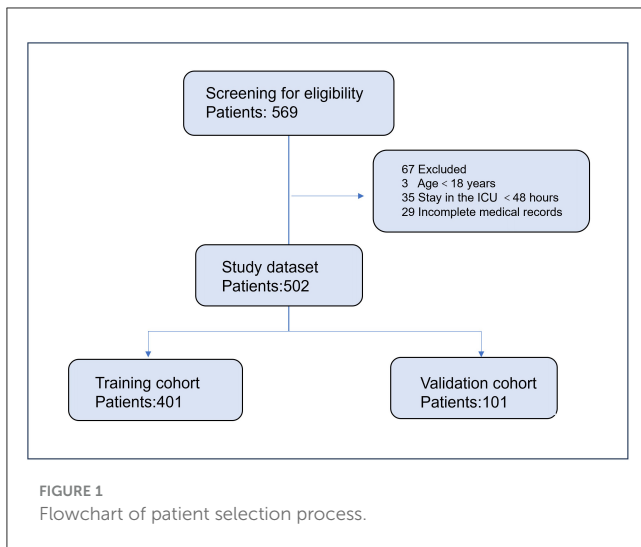 Screening for eligibility
Patients: 569
67 Excluded
3 Age < 18 years
35 Stay in the ICU < 48 hours
29 Incomplete medical records
Study dataset
Patients:502
Training cohort
Patients:401
Validation cohort
Patients:101
FIGURE 1
Flowchart of patient selection process.